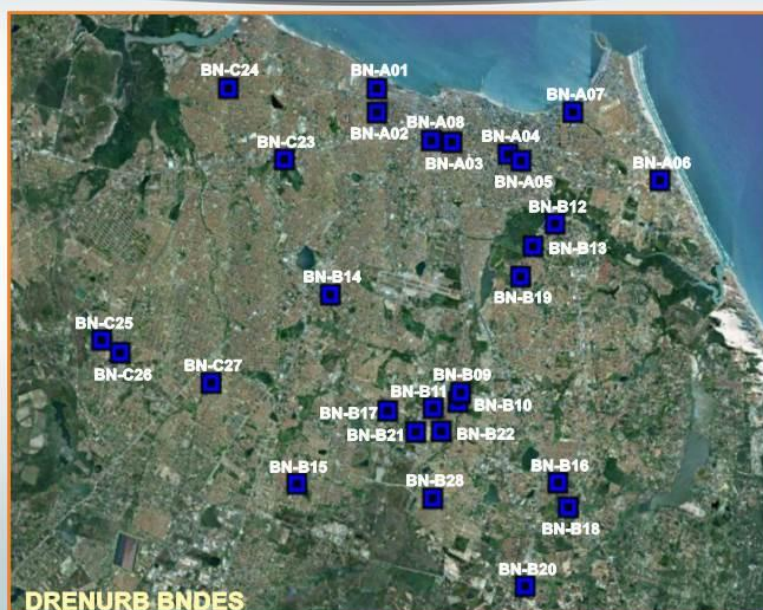 BN-C24
BN-A01
BN-A02
BN-A07
BN-A08
BN-A03
BN-C23
BN-A04
BN-A05
BN-A06
BN-B12
BN-B13
BN-B19
BN-B14
BN-C25
BN-C26
BN-C27
BN-B09
BN-B11
BN-B10
BN-B17
BN-B21
BN-B22
BN-B15
BN-B28
BN-B16
BN-B18
BN-B20
DRENURB BNDES